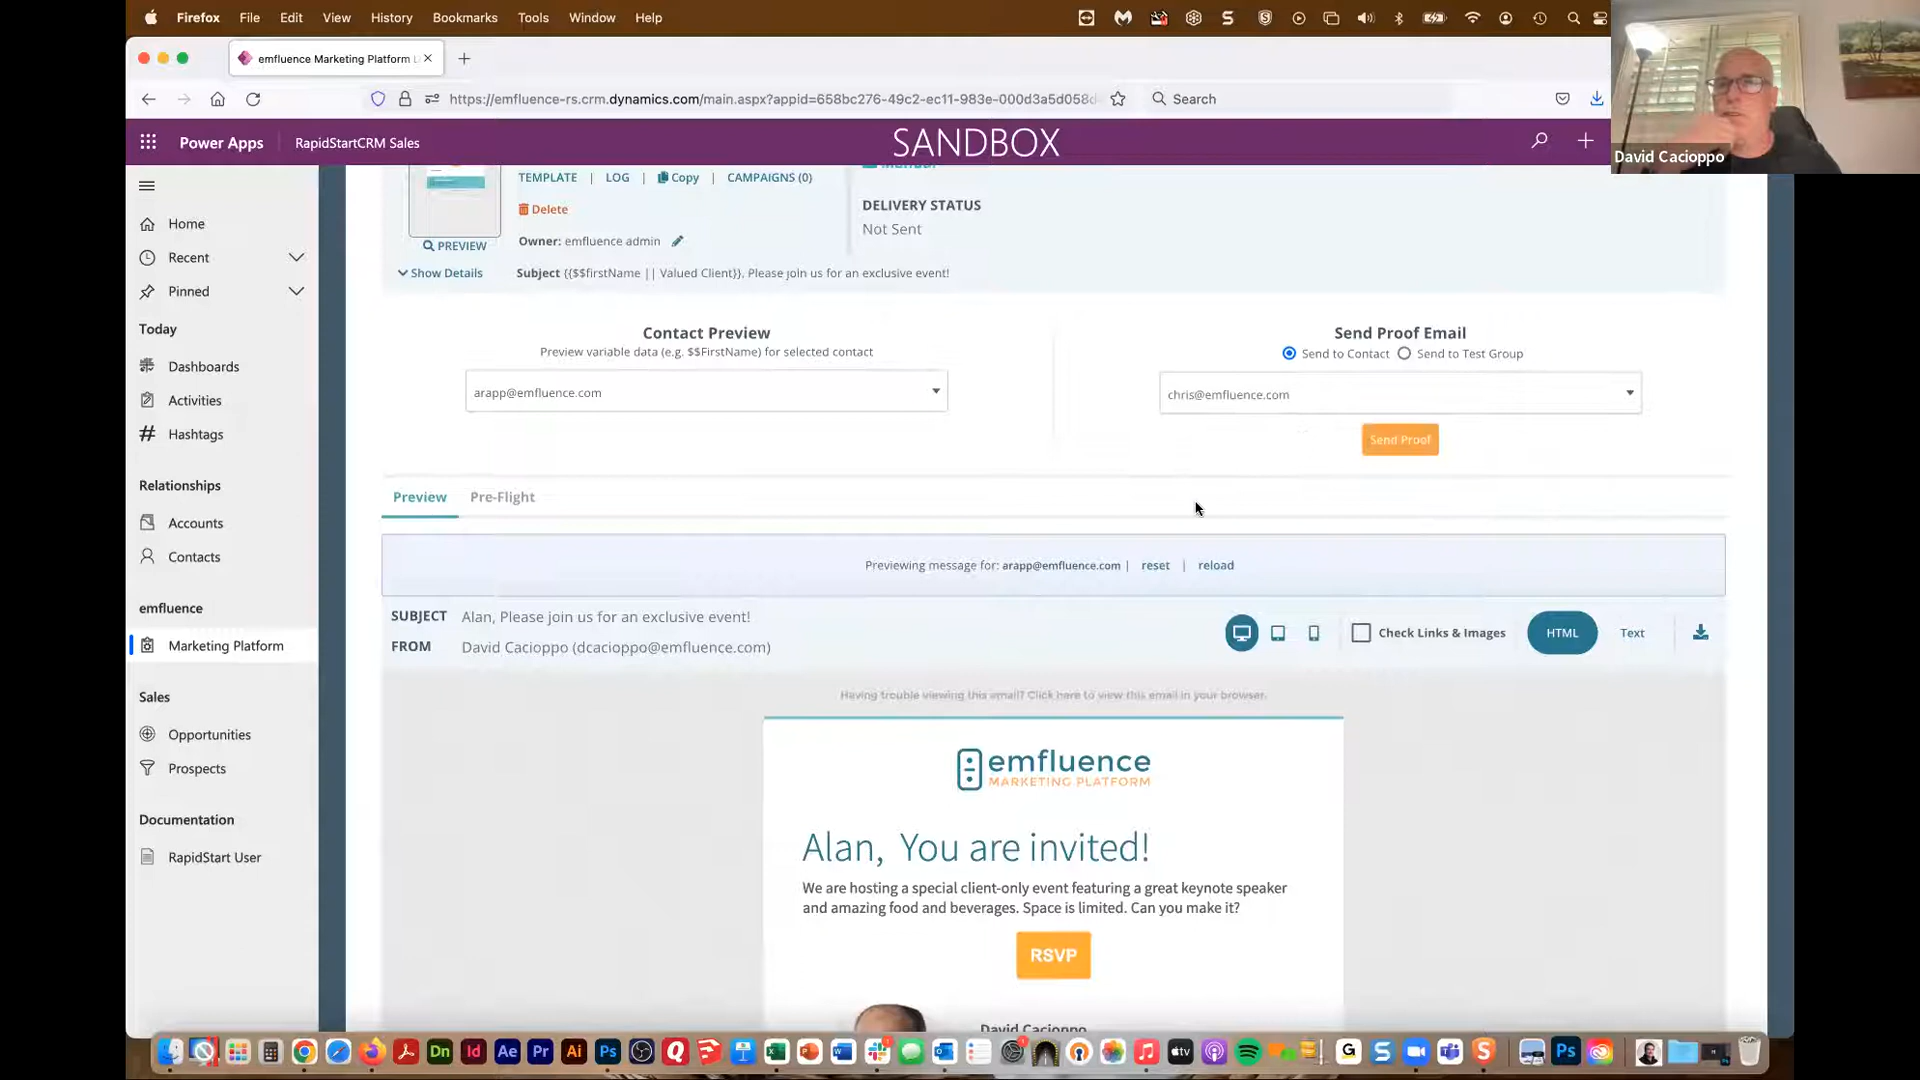 Firefox File Edit View History Bookmarks Tools Window Help
emfluence Marketing Platform
https://emfluence-rs.crm.dynamics.com/main.aspx?appid=658bc276-49c2-ec11-983e-000d3a5d058d
Search
Power Apps
RapidStartCRM Sales
SANDBOX
David Cacioppo
Home
Recent
Pinned
Today
Dashboards
Activities
Hashtags
Relationships
Accounts
Contacts
emfluence
Marketing Platform
Sales
Opportunities
Prospects
Documentation
RapidStart User
TEMPLATE | LOG | Copy | CAMPAIGNS (0)
Delete
PREVIEW
Owner: emfluence admin
Show Details
Subject {{$$firstName || Valued Client}}. Please join us for an exclusive event!
DELIVERY STATUS
Not Sent
Contact Preview
Preview variable data (e.g. $$FirstName) for selected contact
arapp@emfluence.com
Send Proof Email
Send to Contact Send to Test Group
chris@emfluence.com
Send Proof
Preview Pre-Flight
Previewing message for: arapp@emfluence.com | reset | reload
SUBJECT Alan, Please join us for an exclusive event!
FROM David Cacioppo (dcacioppo@emfluence.com)
Check Links & Images
HTML
Text
Having trouble viewing this email? Click here to view this email in your browser.
emfluence
MARKETING PLATFORM
Alan, You are invited!
We are hosting a special client-only event featuring a great keynote speaker
and amazing food and beverages. Space is limited. Can you make it?
RSVP
David Cacioppo
Dn Id Ae Pr Ai Ps
tv
G
S
Ps